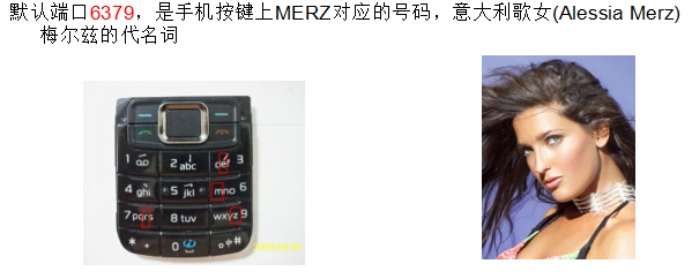 默认端口6379，是手机按键上MERZ对应的号码，意大利歌女(Alessia Merz)
梅尔兹的代名词
1
2 abc
def 3
4 ghi
5 jkl
mno 6
7 pqrs
8 tuv
wxyz 9
* +
0
#